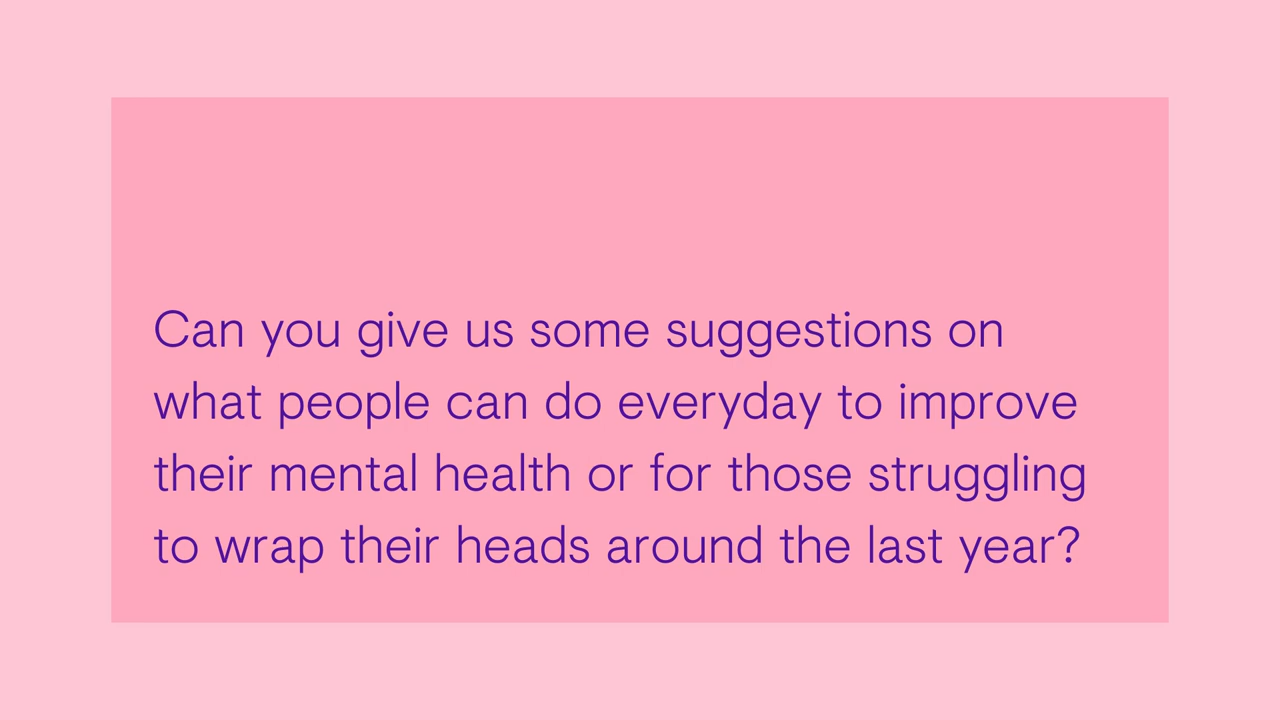 Can you give us some suggestions on
what people can do everyday to improve
their mental health or for those struggling
to wrap their heads around the last year?